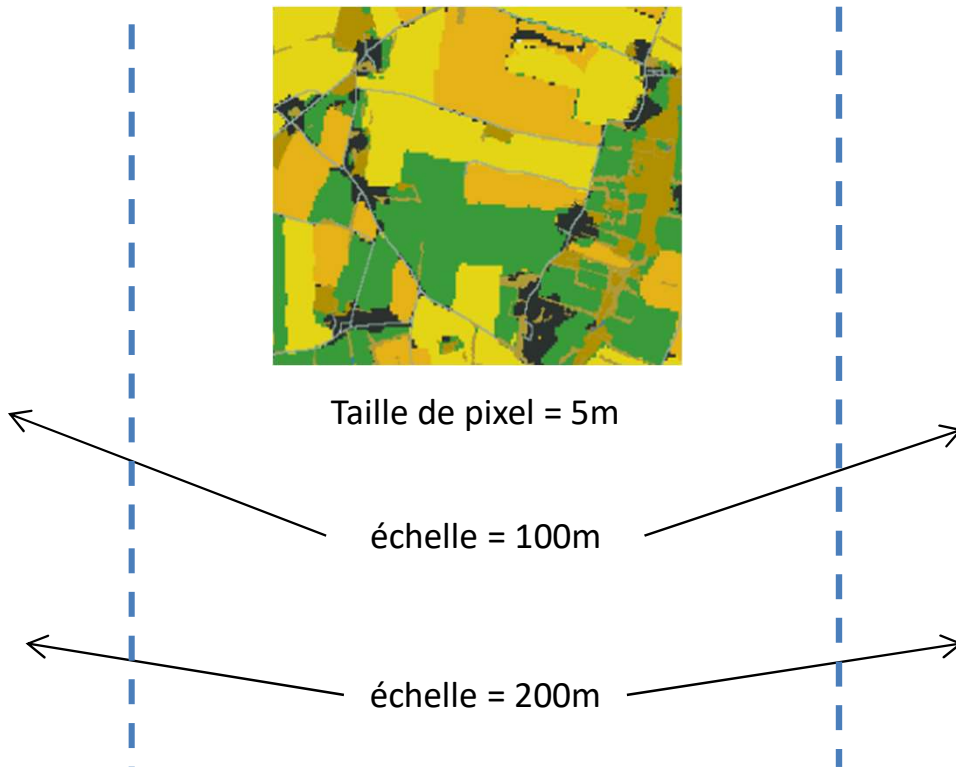 Taille de pixel = 5m
échelle = 100m
échelle = 200m